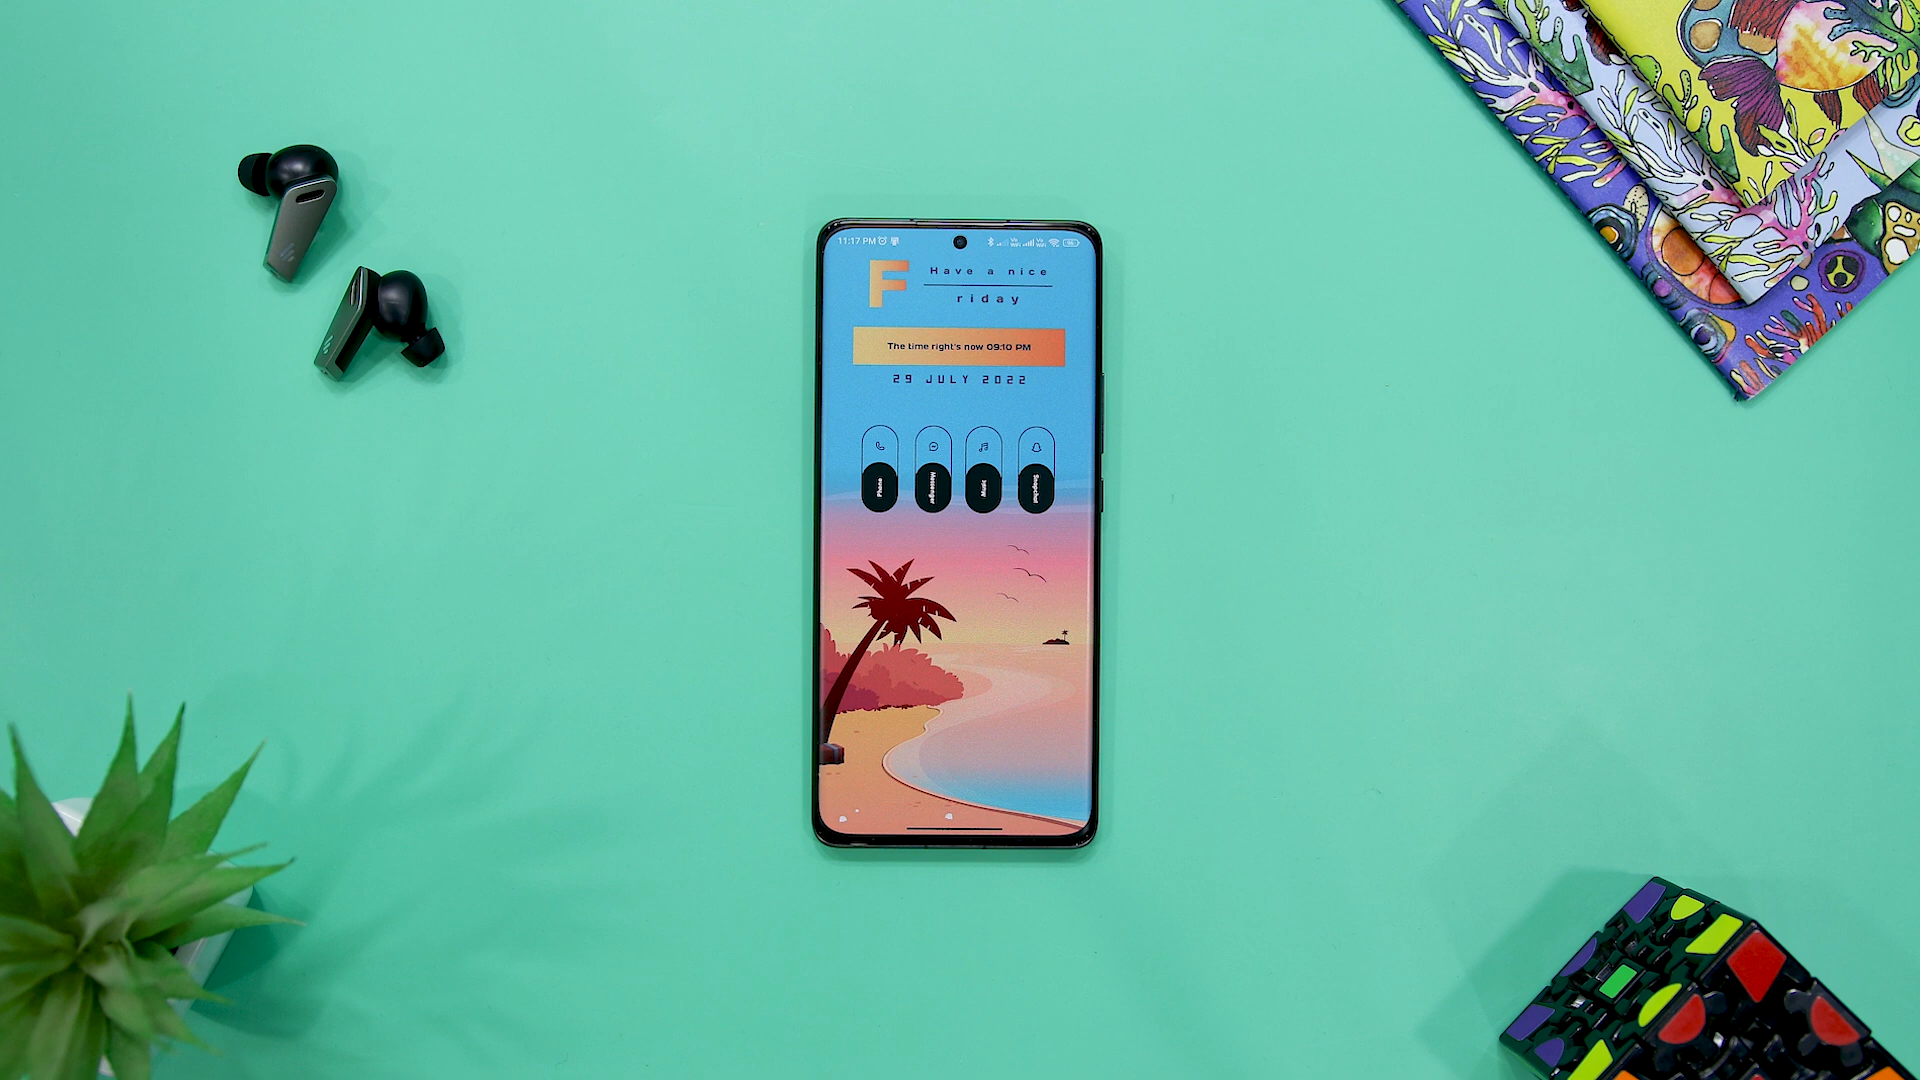 11:17 PM
F
Have a nice
riday
The time right's now 09:10 PM
29 JULY 2022
Phone
Messenger
Music
Snapchat